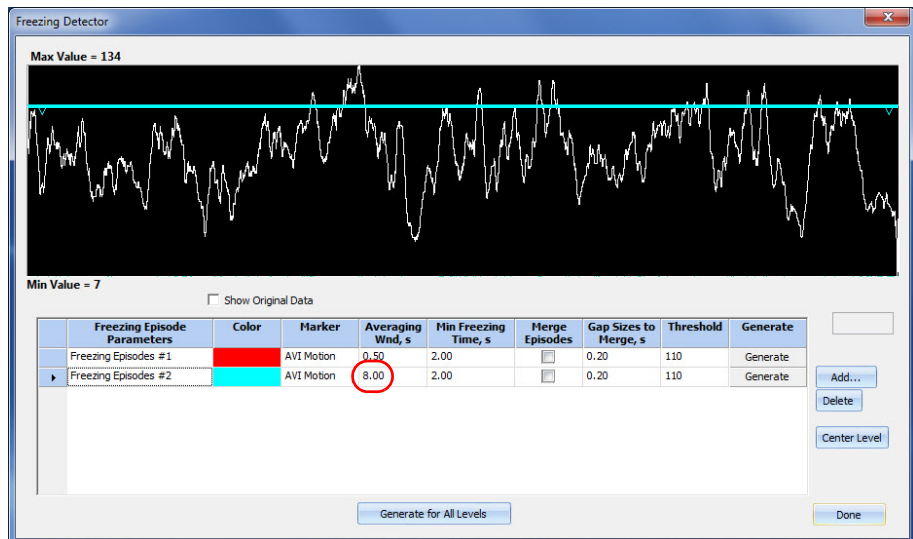 Freezing Detector
Max Value = 134
Min Value = 7
Show Original Data
Freezing Episode Parameters Color Marker Averaging Wnd, s Min Freezing Time, s Merge Episodes Gap Sizes to Merge, s Threshold Generate
Freezing Episodes #1 AVI Motion 0.50 2.00 0.20 110 Generate
Freezing Episodes #2 AVI Motion 8.00 2.00 0.20 110 Generate
Add...
Delete
Center Level
Generate for All Levels
Done